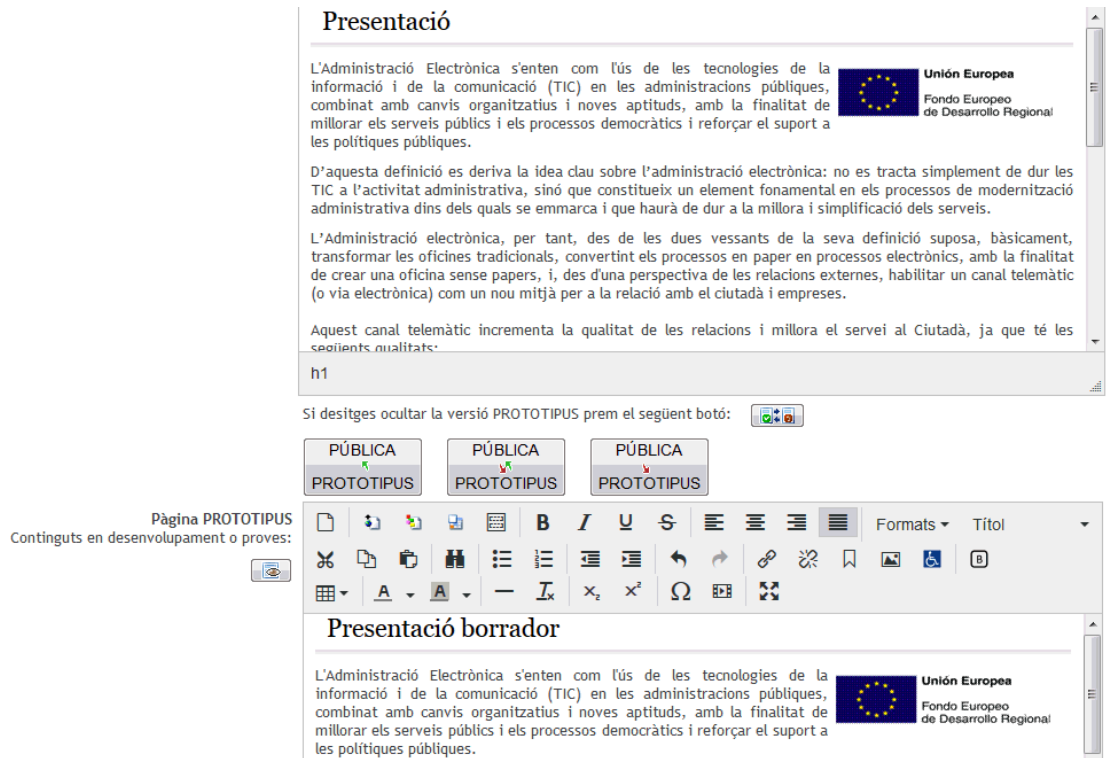 Presentació
L'Administració Electrònica s'enten com l'ús de les tecnologies de la
informació i de la comunicació (TIC) en les administracions públiques,
combinat amb canvis organitzatius i noves aptituds, amb la finalitat de
millorar els serveis públics i els processos democràtics i reforçar el suport a
les polítiques públiques.
Unión Europea
Fondo Europeo
de Desarrollo Regional
D’aquesta definició es deriva la idea clau sobre l’administració electrònica: no es tracta simplement de dur les
TIC a l’activitat administrativa, sinó que constitueix un element fonamental en els processos de modernització
administrativa dins dels quals se emmarca i que haurà de dur a la millora i simplificació dels serveis.
L’Administració electrònica, per tant, des de les dues vessants de la seva definició suposa, bàsicament,
transformar les oficines tradicionals, convertint els processos en paper en processos electrònics, amb la finalitat
de crear una oficina sense papers, i, des d'una perspectiva de les relacions externes, habilitar un canal telemàtic
(o via electrònica) com un nou mitjà per a la relació amb el ciutadà i empreses.
Aquest canal telemàtic incrementa la qualitat de les relacions i millora el servei al Ciutadà, ja que té les
següents qualitats:
h1
Si desitges ocultar la versió PROTOTIPUS prem el següent botó:
PÚBLICA PÚBLICA PÚBLICA
PROTOTIPUS PROTOTIPUS PROTOTIPUS
Pàgina PROTOTIPUS
Continguts en desenvolupament o proves:
B I U S Formats Títol
A A Ix x₂ x² Ω
Presentació borrador
L'Administració Electrònica s'enten com l'ús de les tecnologies de la
informació i de la comunicació (TIC) en les administracions públiques,
combinat amb canvis organitzatius i noves aptituds, amb la finalitat de
millorar els serveis públics i els processos democràtics i reforçar el suport a
les polítiques públiques.
Unión Europea
Fondo Europeo
de Desarrollo Regional